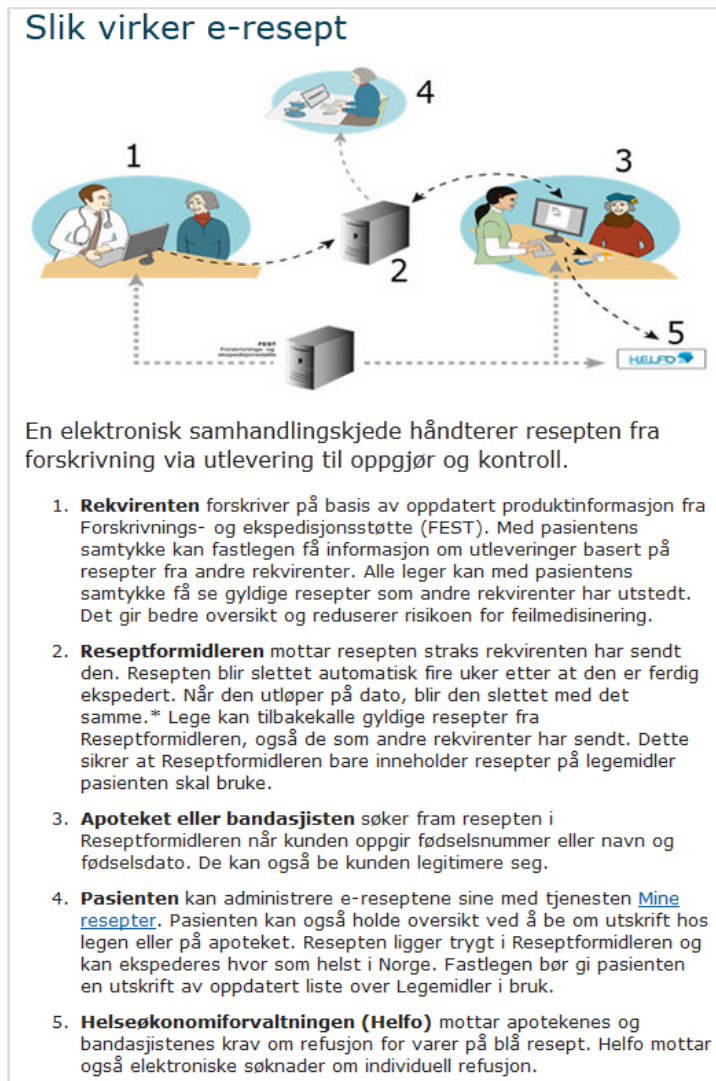 Slik virker e-resept
4
1
3
2
FEST
Forskrivnings- og
ekspedisjonsstøtte
5
HELFO
En elektronisk samhandlingskjede håndterer resepten fra
forskrivning via utlevering til oppgjør og kontroll.
1. Rekvirenten forskriver på basis av oppdatert produktinformasjon fra
Forskrivnings- og ekspedisjonsstøtte (FEST). Med pasientens
samtykke kan fastlegen få informasjon om utleveringer basert på
resepter fra andre rekvirenter. Alle leger kan med pasientens
samtykke få se gyldige resepter som andre rekvirenter har utstedt.
Det gir bedre oversikt og reduserer risikoen for feilmedisinering.
2. Reseptformidleren mottar resepten straks rekvirenten har sendt
den. Resepten blir slettet automatisk fire uker etter at den er ferdig
ekspedert. Når den utløper på dato, blir den slettet med det
samme.* Lege kan tilbakekalle gyldige resepter fra
Reseptformidleren, også de som andre rekvirenter har sendt. Dette
sikrer at Reseptformidleren bare inneholder resepter på legemidler
pasienten skal bruke.
3. Apoteket eller bandasjisten søker fram resepten i
Reseptformidleren når kunden oppgir fødselsnummer eller navn og
fødselsdato. De kan også be kunden legitimere seg.
4. Pasienten kan administrere e-reseptene sine med tjenesten Mine
resepter. Pasienten kan også holde oversikt ved å be om utskrift hos
legen eller på apoteket. Resepten ligger trygt i Reseptformidleren og
kan ekspederes hvor som helst i Norge. Fastlegen bør gi pasienten
en utskrift av oppdatert liste over Legemidler i bruk.
5. Helseøkonomiforvaltningen (Helfo) mottar apotekenes og
bandasjistenes krav om refusjon for varer på blå resept. Helfo mottar
også elektroniske søknader om individuell refusjon.